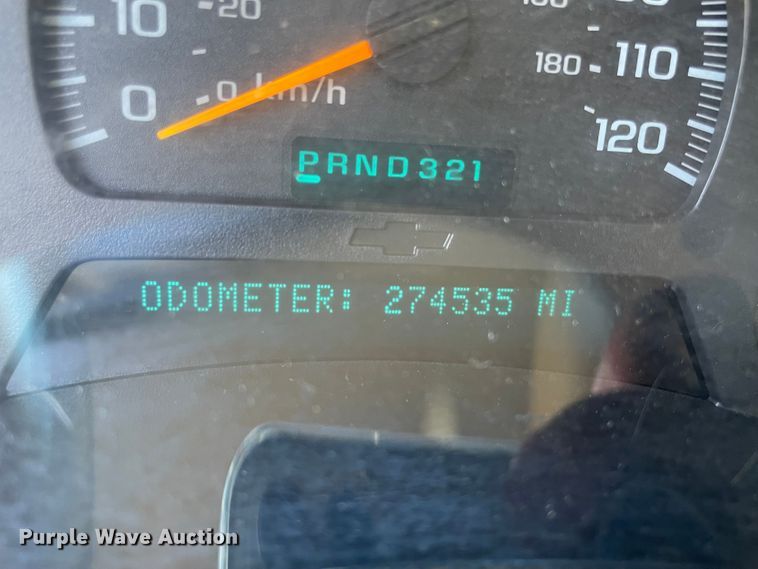 10 20
0 0 km/h
180 110
120
PRND321
ODOMETER: 274535 MI
Purple Wave Auction